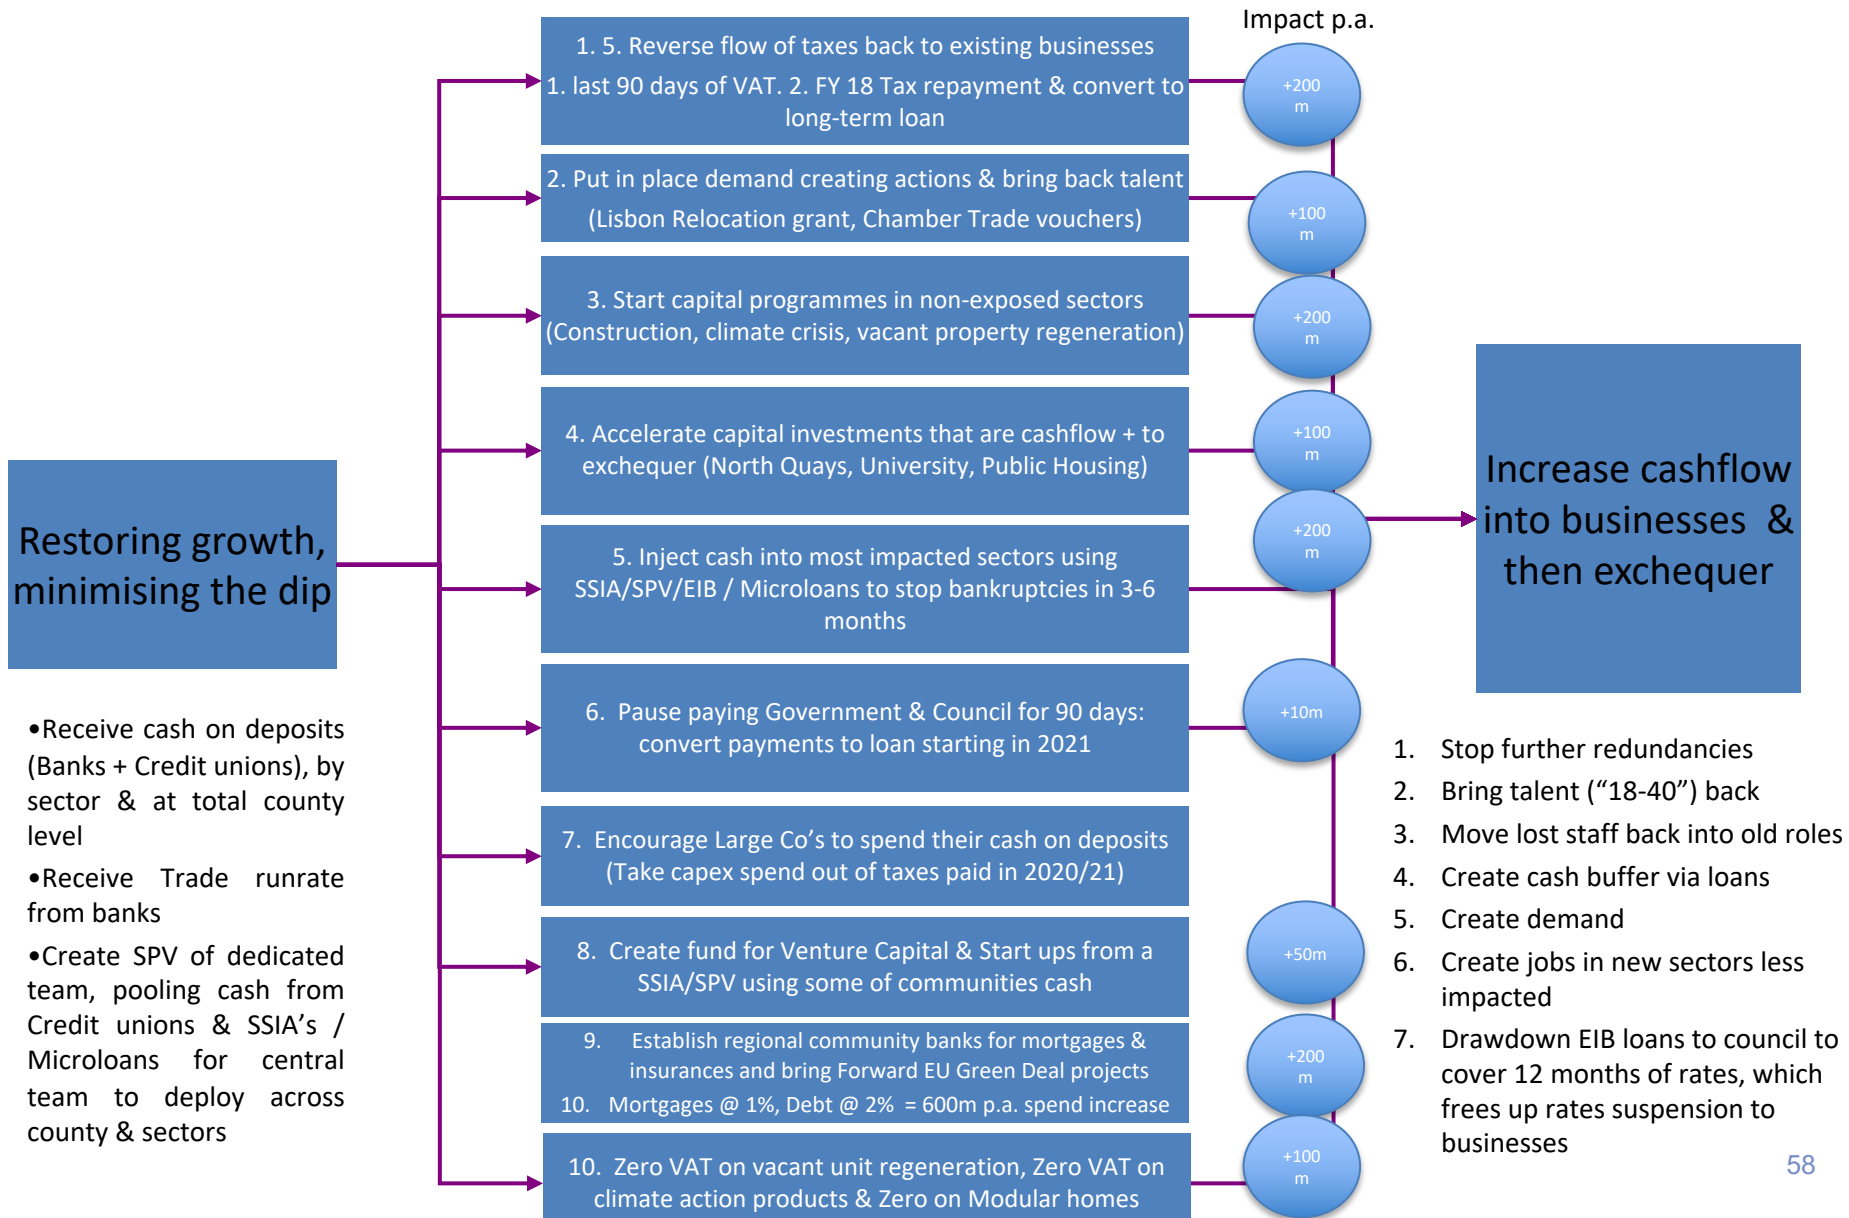 Impact p.a.
1. 5. Reverse flow of taxes back to existing businesses
1. last 90 days of VAT. 2. FY 18 Tax repayment & convert to
long-term loan
+200
m
2. Put in place demand creating actions & bring back talent
(Lisbon Relocation grant, Chamber Trade vouchers)
+100
m
3. Start capital programmes in non-exposed sectors
(Construction, climate crisis, vacant property regeneration)
+200
m
4. Accelerate capital investments that are cashflow + to
exchequer (North Quays, University, Public Housing)
+100
m
5. Inject cash into most impacted sectors using
SSIA/SPV/EIB / Microloans to stop bankruptcies in 3-6
months
+200
m
6. Pause paying Government & Council for 90 days:
convert payments to loan starting in 2021
+10m
7. Encourage Large Co’s to spend their cash on deposits
(Take capex spend out of taxes paid in 2020/21)
8. Create fund for Venture Capital & Start ups from a
SSIA/SPV using some of communities cash
+50m
9. Establish regional community banks for mortgages &
insurances and bring Forward EU Green Deal projects
10. Mortgages @ 1%, Debt @ 2% = 600m p.a. spend increase
+200
m
10. Zero VAT on vacant unit regeneration, Zero VAT on
climate action products & Zero on Modular homes
+100
m
Restoring growth,
minimising the dip
•Receive cash on deposits
(Banks + Credit unions), by
sector & at total county
level
•Receive Trade runrate
from banks
•Create SPV of dedicated
team, pooling cash from
Credit unions & SSIA’s /
Microloans for central
team to deploy across
county & sectors
Increase cashflow
into businesses &
then exchequer
1. Stop further redundancies
2. Bring talent (“18-40”) back
3. Move lost staff back into old roles
4. Create cash buffer via loans
5. Create demand
6. Create jobs in new sectors less
impacted
7. Drawdown EIB loans to council to
cover 12 months of rates, which
frees up rates suspension to
businesses
58